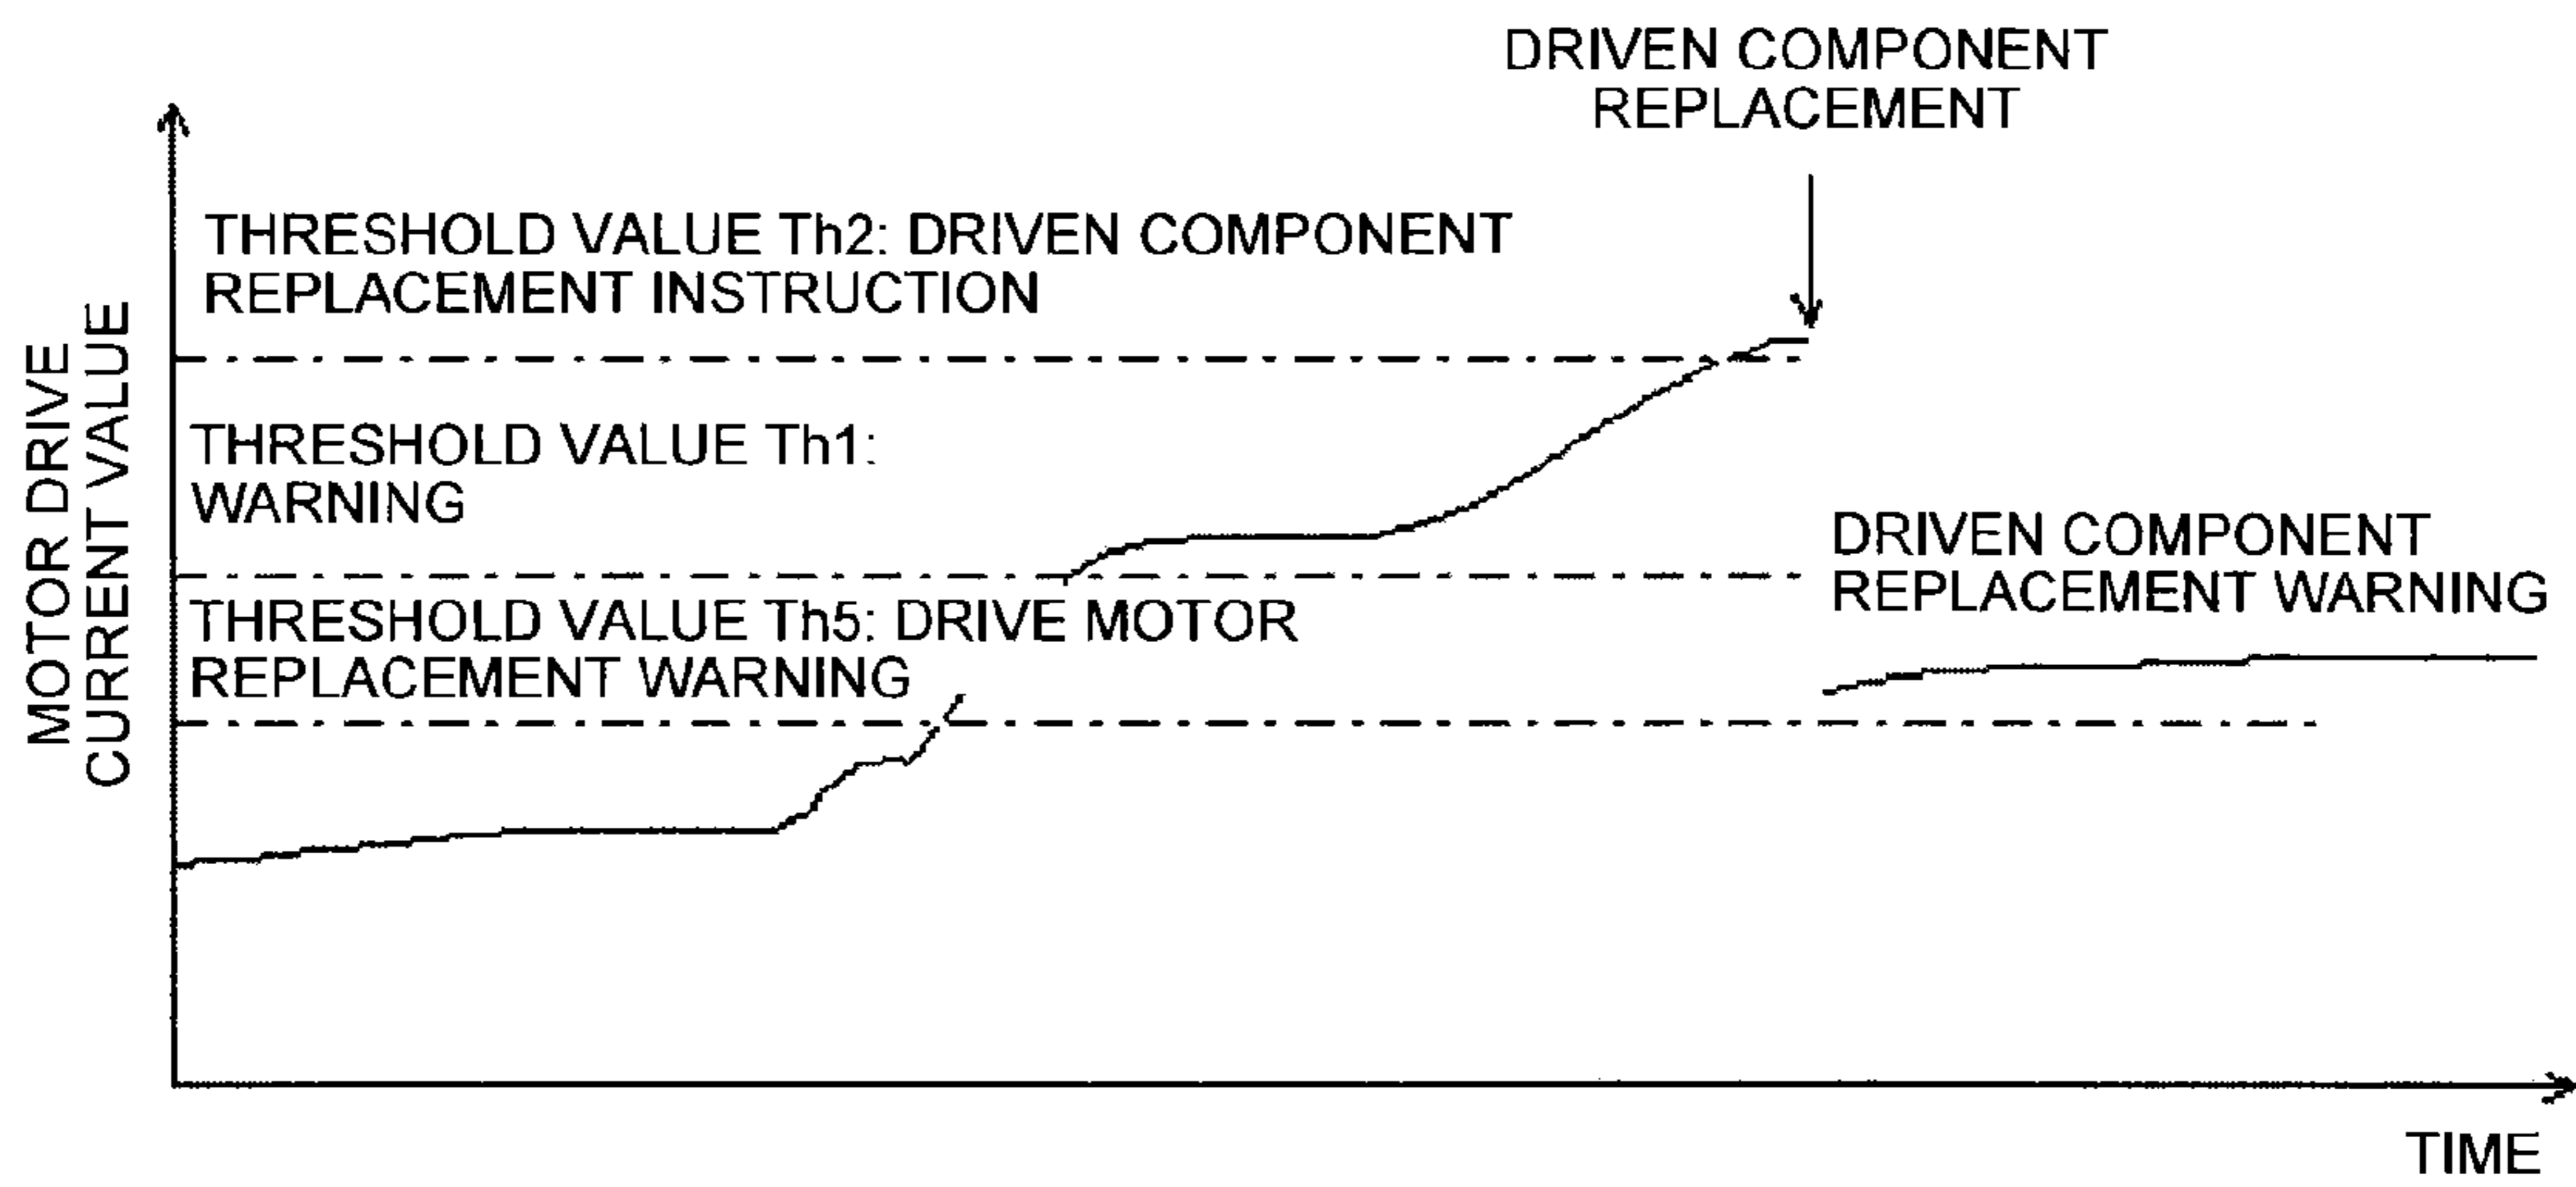 DRIVEN COMPONENT
REPLACEMENT
THRESHOLD VALUE Th2: DRIVEN COMPONENT
REPLACEMENT INSTRUCTION
MOTOR DRIVE
CURRENT VALUE
THRESHOLD VALUE Th1:
WARNING
DRIVEN COMPONENT
REPLACEMENT WARNING
THRESHOLD VALUE Th5: DRIVE MOTOR
REPLACEMENT WARNING
TIME